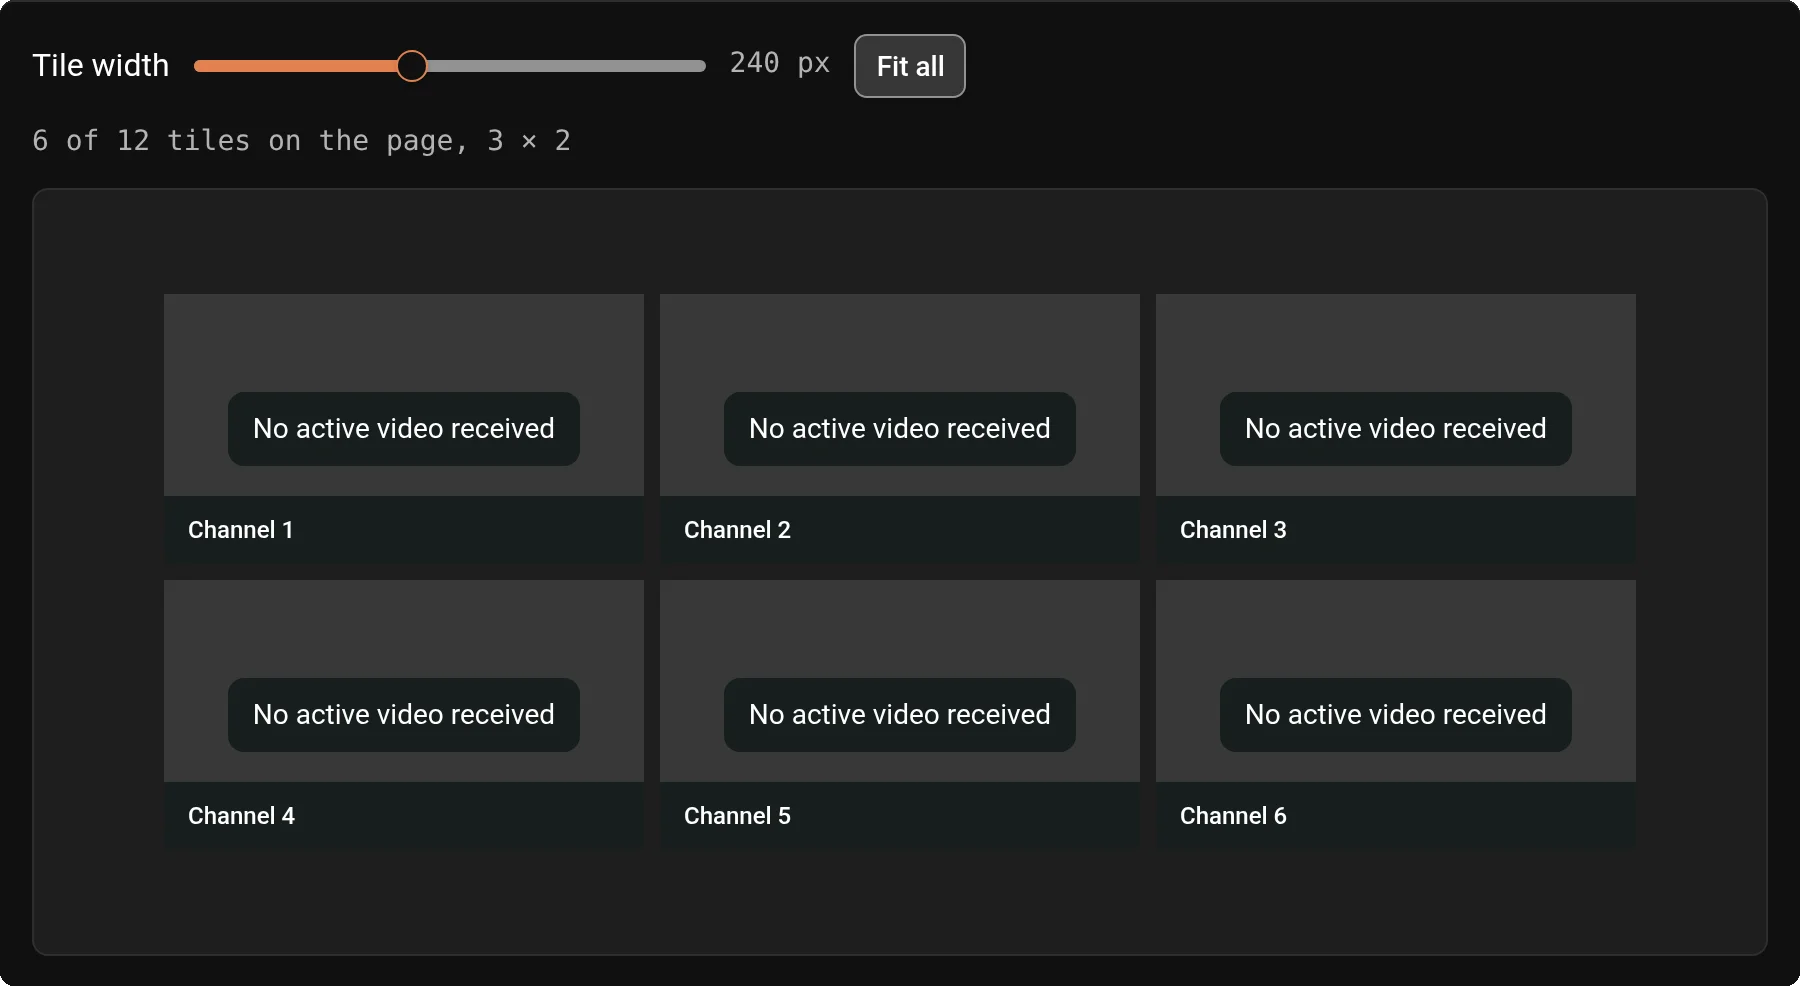 Tile width 240 px Fit all
6 of 12 tiles on the page, 3 × 2
No active video received No active video received No active video received
Channel 1 Channel 2 Channel 3
No active video received No active video received No active video received
Channel 4 Channel 5 Channel 6